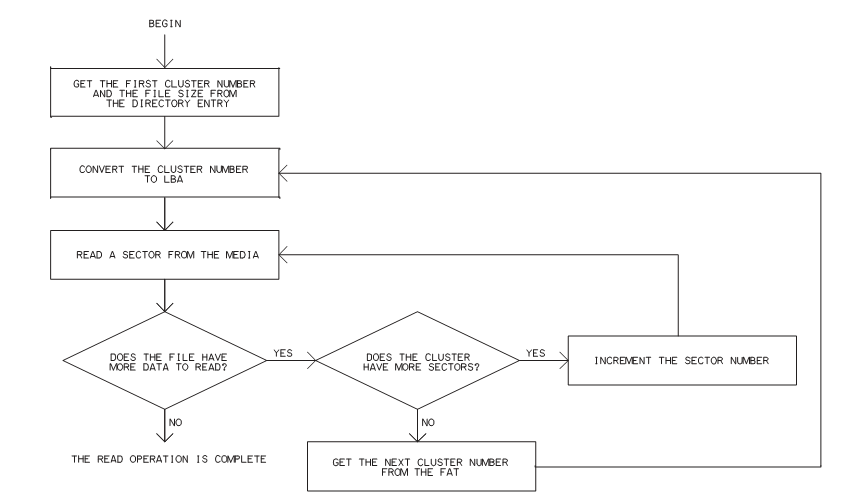 BEGIN
GET THE FIRST CLUSTER NUMBER
AND THE FILE SIZE FROM
THE DIRECTORY ENTRY
CONVERT THE CLUSTER NUMBER
TO LBA
READ A SECTOR FROM THE MEDIA
DOES THE FILE HAVE
MORE DATA TO READ?
YES
DOES THE CLUSTER
HAVE MORE SECTORS?
YES
INCREMENT THE SECTOR NUMBER
NO
THE READ OPERATION IS COMPLETE
NO
GET THE NEXT CLUSTER NUMBER
FROM THE FAT